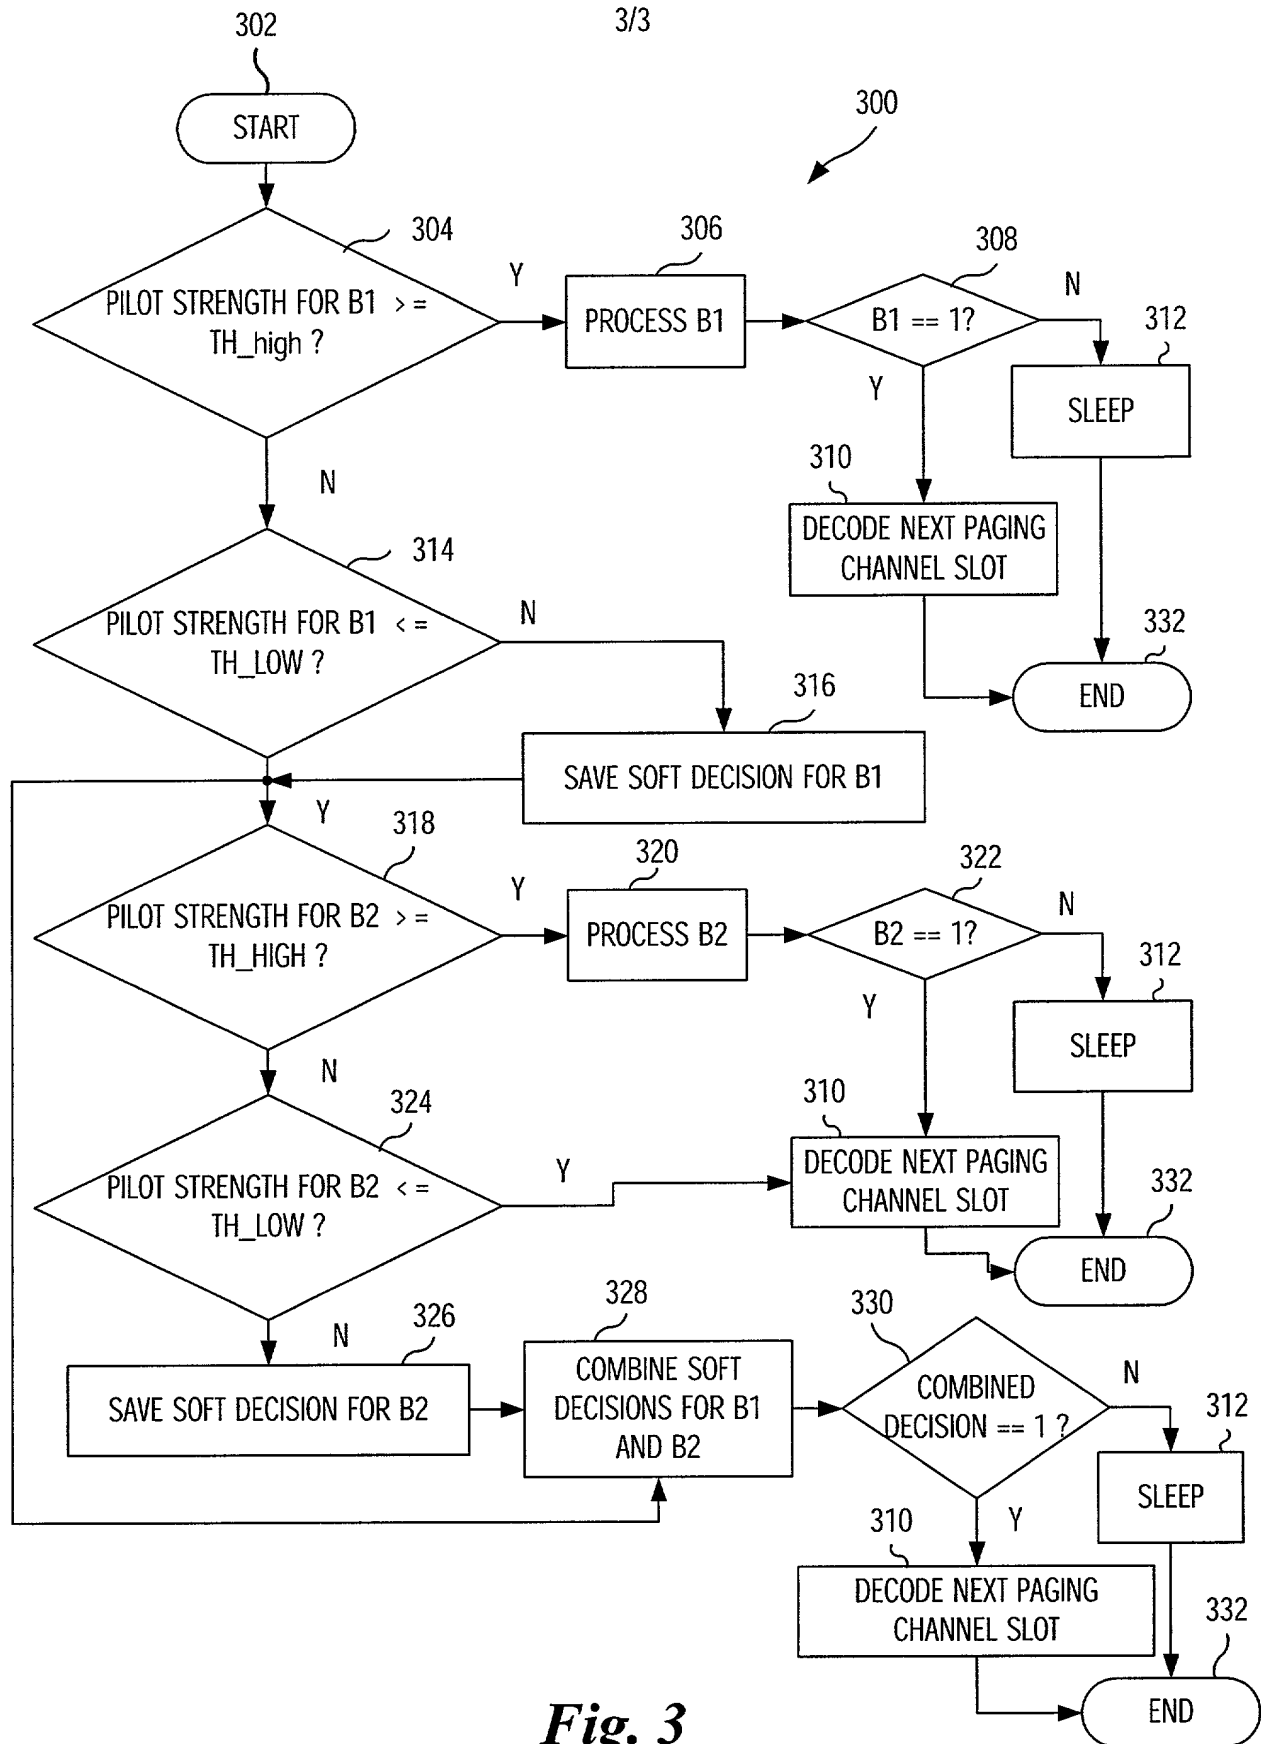 3/3
302
START
300
304
PILOT STRENGTH FOR B1 >=
TH_high ?
Y
306
PROCESS B1
308
B1 == 1?
N
312
SLEEP
Y
310
DECODE NEXT PAGING
CHANNEL SLOT
332
END
N
314
PILOT STRENGTH FOR B1 <=
TH_LOW ?
N
316
SAVE SOFT DECISION FOR B1
Y
318
PILOT STRENGTH FOR B2 >=
TH_HIGH ?
Y
320
PROCESS B2
322
B2 == 1?
N
312
SLEEP
Y
310
DECODE NEXT PAGING
CHANNEL SLOT
332
END
N
324
PILOT STRENGTH FOR B2 <=
TH_LOW ?
Y
N
326
SAVE SOFT DECISION FOR B2
328
COMBINE SOFT
DECISIONS FOR B1
AND B2
330
COMBINED
DECISION == 1 ?
N
312
SLEEP
Y
310
DECODE NEXT PAGING
CHANNEL SLOT
332
END
Fig. 3